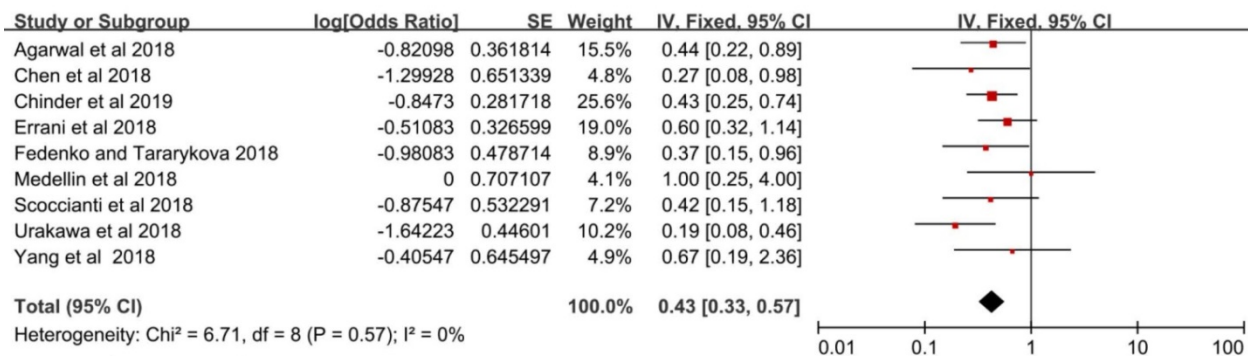 Study or Subgroup log[Odds Ratio] SE Weight IV, Fixed, 95% CI IV, Fixed, 95% CI
Agarwal et al 2018 -0.82098 0.361814 15.5% 0.44 [0.22, 0.89]
Chen et al 2018 -1.29928 0.651339 4.8% 0.27 [0.08, 0.98]
Chinder et al 2019 -0.8473 0.281718 25.6% 0.43 [0.25, 0.74]
Errani et al 2018 -0.51083 0.326599 19.0% 0.60 [0.32, 1.14]
Fedenko and Tararykova 2018 -0.98083 0.478714 8.9% 0.37 [0.15, 0.96]
Medellin et al 2018 0 0.707107 4.1% 1.00 [0.25, 4.00]
Scoccianti et al 2018 -0.87547 0.532291 7.2% 0.42 [0.15, 1.18]
Urakawa et al 2018 -1.64223 0.44601 10.2% 0.19 [0.08, 0.46]
Yang et al 2018 -0.40547 0.645497 4.9% 0.67 [0.19, 2.36]
Total (95% CI) 100.0% 0.43 [0.33, 0.57]
Heterogeneity: Chi² = 6.71, df = 8 (P = 0.57); I² = 0%
0.01 0.1 1 10 100